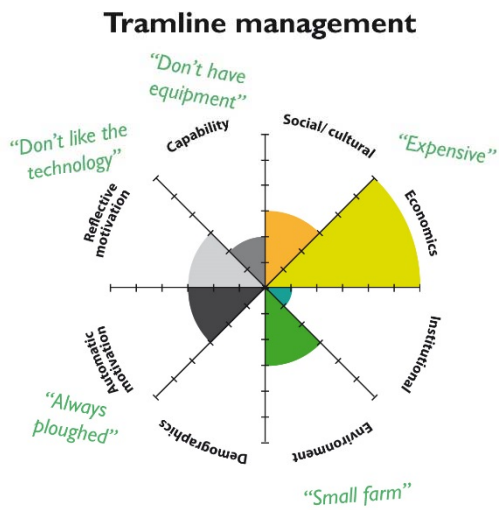 Tramline management
“Don’t have
equipment”
Capability
Social/ cultural
“Expensive”
“Don’t like the
technology”
Reflective
motivation
Economics
Automatic
motivation
Institutional
“Always
ploughed”
Demographics
Environment
“Small farm”